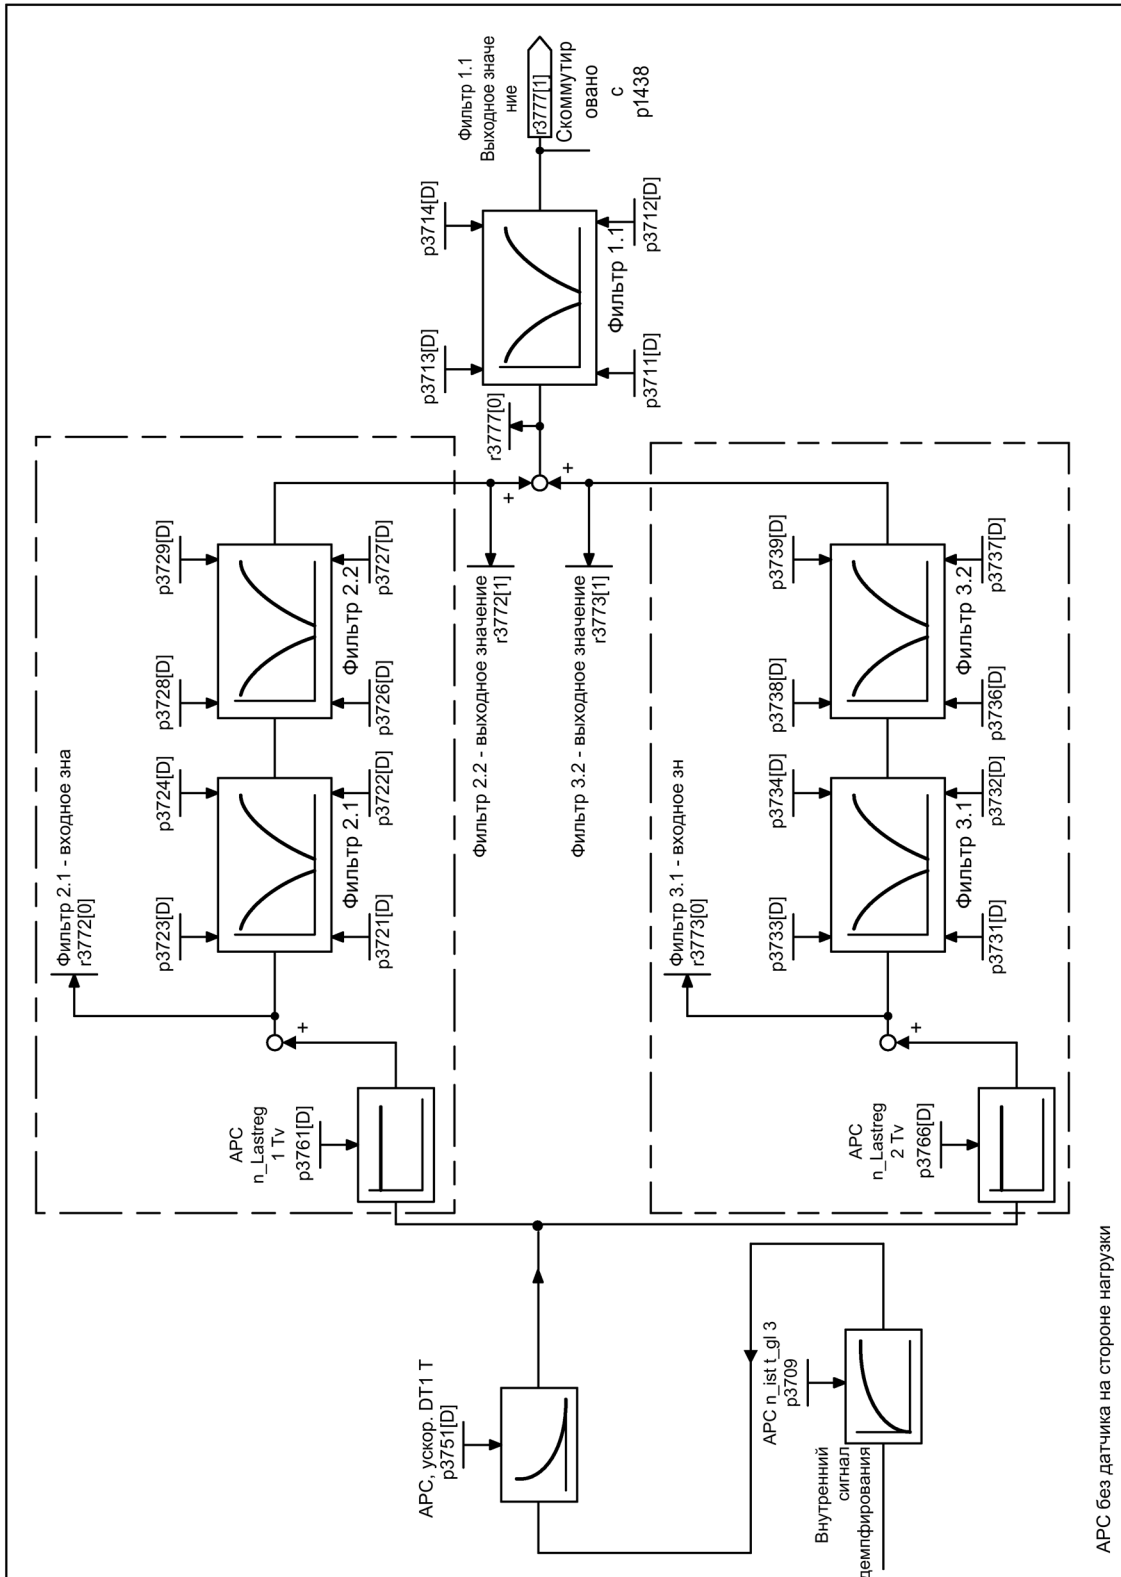 Фильтр 2.1 - входное зна
r3772[0]
p3723[D]
p3724[D]
p3728[D]
p3729[D]
APC
n_Lastreg
1 Tv
p3761[D]
+
p3721[D]
Фильтр 2.1
p3722[D]
p3726[D]
Фильтр 2.2
p3727[D]
APC, ускор. DT1 T
p3751[D]
Фильтр 2.2 - выходное значение
r3772[1]
+
r3777[0]
p3713[D]
p3714[D]
Фильтр 1.1
Выходное значе
ние
r3777[1]
Скоммутир
овано
с
p1438
p3711[D]
Фильтр 1.1
p3712[D]
Фильтр 3.2 - выходное значение
r3773[1]
+
Фильтр 3.1 - входное зн
r3773[0]
p3733[D]
p3734[D]
p3738[D]
p3739[D]
APC n_ist t_gl 3
p3709
Внутренний
сигнал
демпфирования
APC
n_Lastreg
2 Tv
p3766[D]
+
p3731[D]
Фильтр 3.1
p3732[D]
p3736[D]
Фильтр 3.2
p3737[D]
APC без датчика на стороне нагрузки